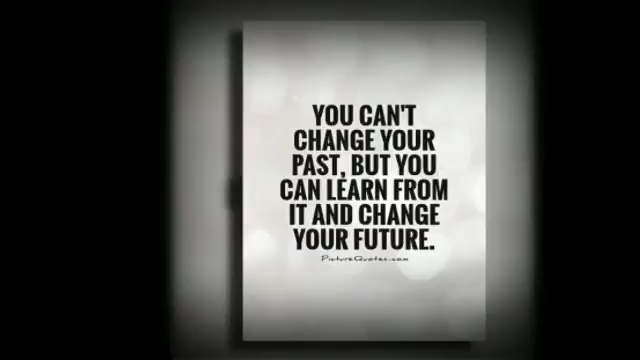 YOU CAN'T
CHANGE YOUR
PAST, BUT YOU
CAN LEARN FROM
IT AND CHANGE
YOUR FUTURE.
PictureQuotes.com